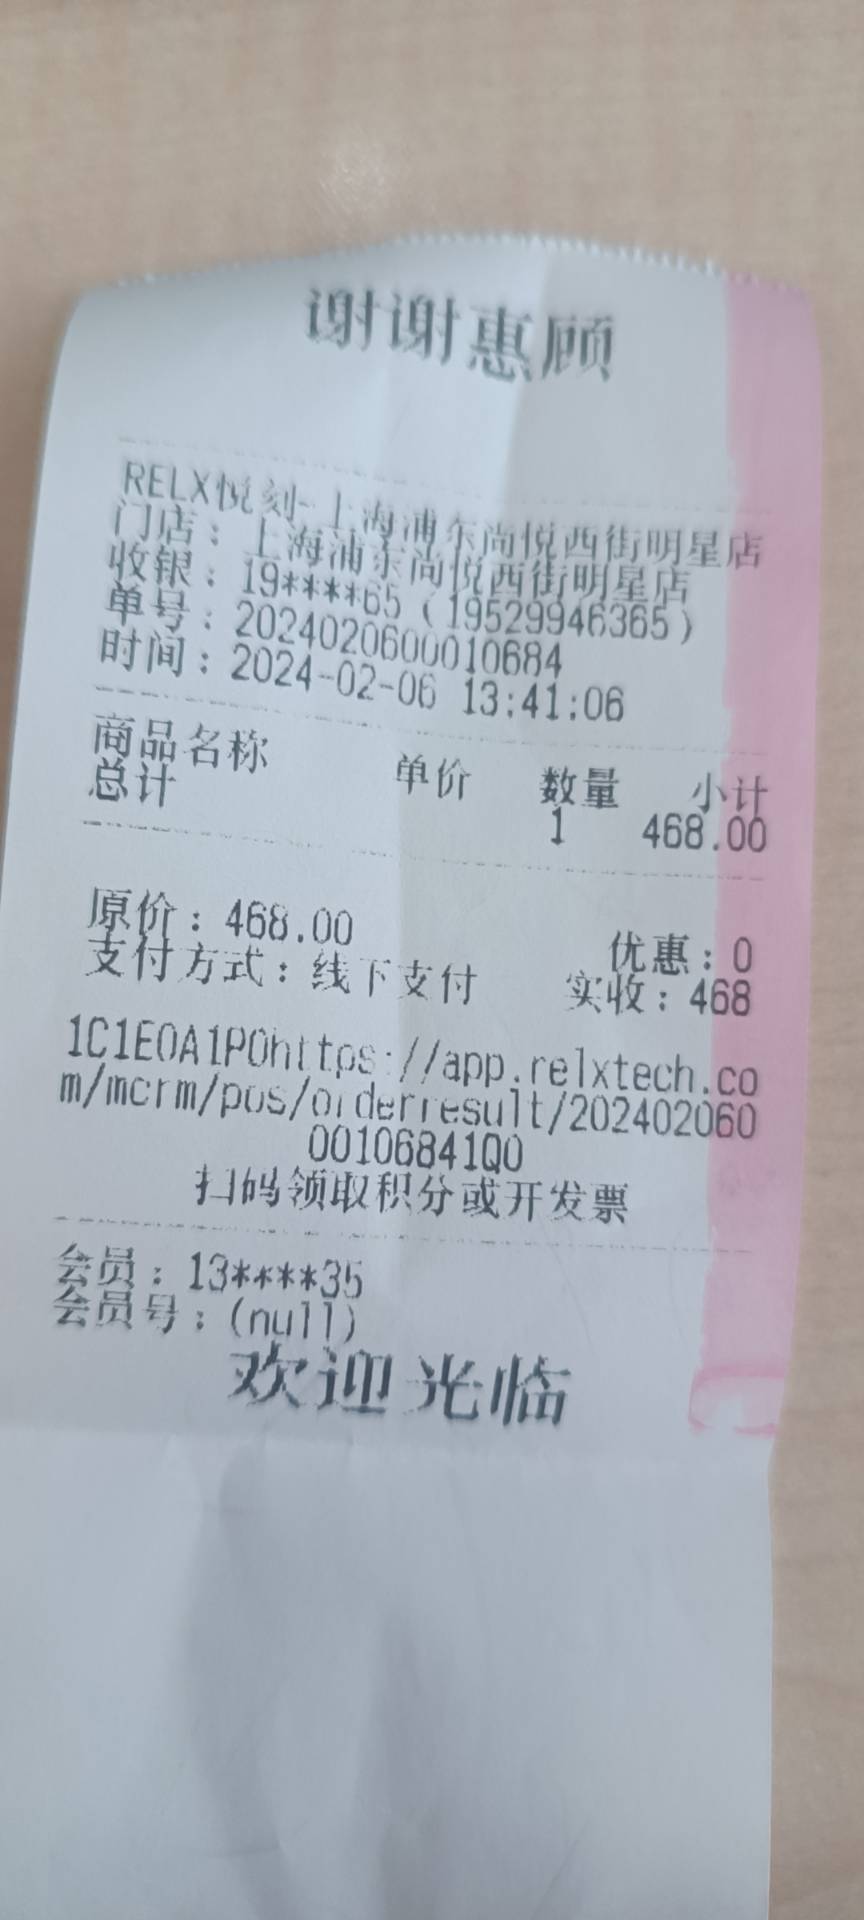 谢谢惠顾
RELX悦刻-上海浦东尚悦西街明星店
门店：上海浦东尚悦西街明星店
收银：19****65（19529946365）
单号：2024020600010684
时间：2024-02-06 13:41:06
商品名称 单价 数量 小计
总计 1 468.00
原价：468.00 优惠：0
支付方式：线下支付 实收：468
1C1E0A1P0https://app.relxtech.co
m/mcrm/pos/orderresult/202402060
00106841Q0
扫码领取积分或开发票
会员：13****35
会员号：(null)
欢迎光临